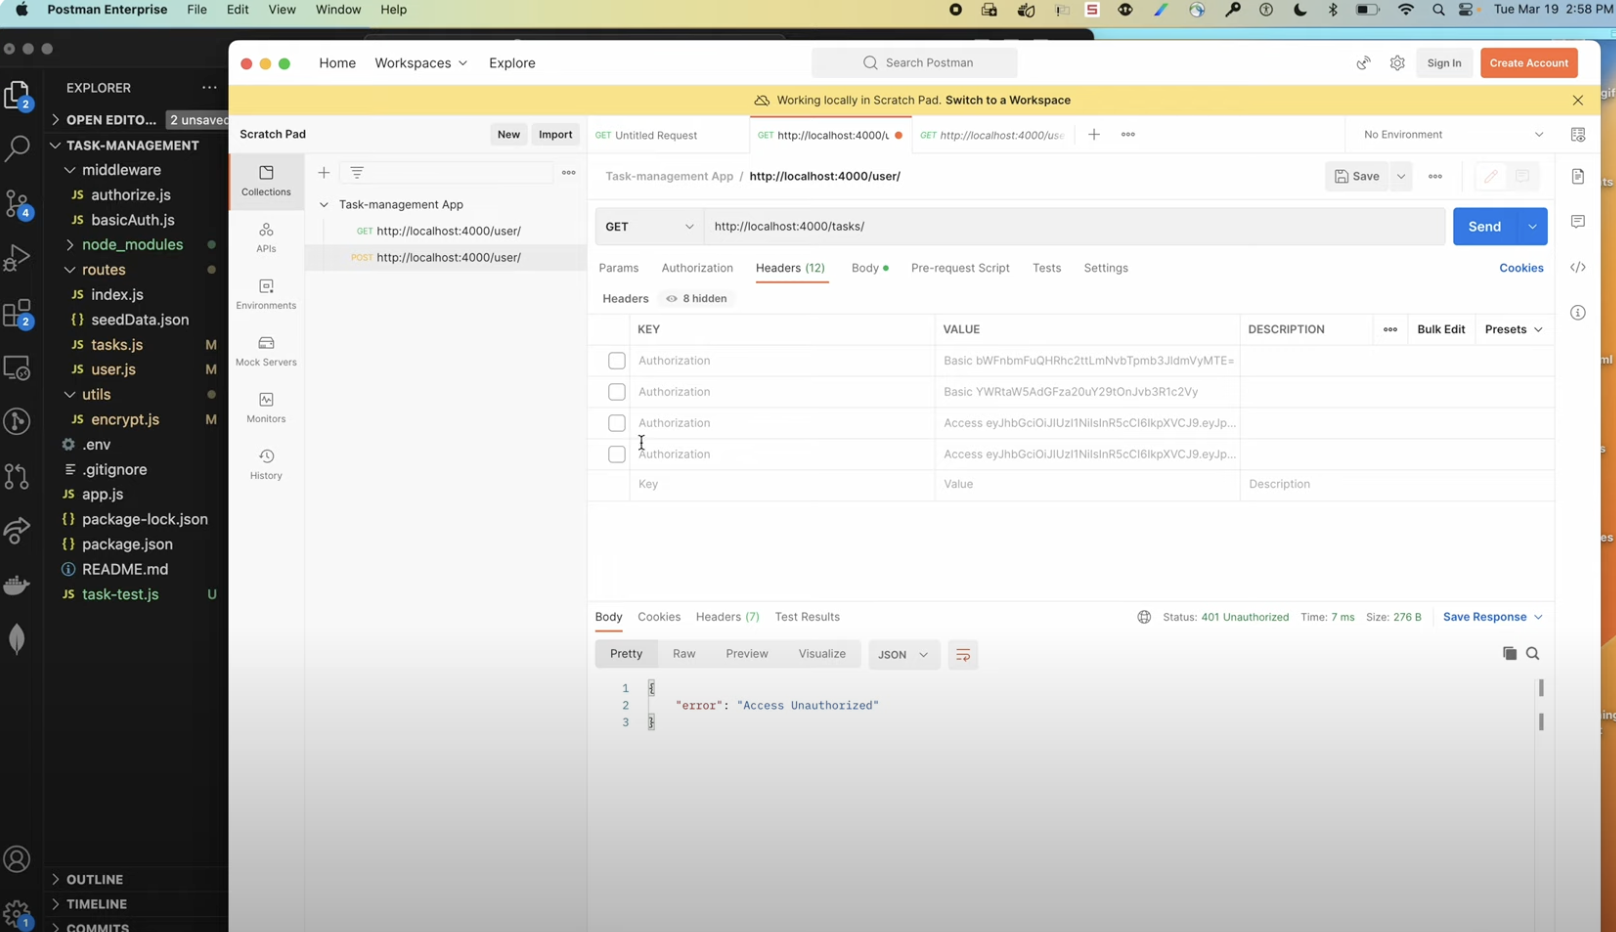 Postman Enterprise File Edit View Window Help
Tue Mar 19 2:58 PM
EXPLORER
OPEN EDITO... 2 unsaved
TASK-MANAGEMENT
middleware
JS authorize.js
JS basicAuth.js
node_modules
routes
JS index.js
{} seedData.json
JS tasks.js M
JS user.js M
utils
JS encrypt.js M
.env
.gitignore
JS app.js
{} package-lock.json
{} package.json
README.md
JS task-test.js U
OUTLINE
TIMELINE
COMMITS
2
4
2
1
Home Workspaces Explore
Search Postman
Sign In Create Account
Working locally in Scratch Pad. Switch to a Workspace
Scratch Pad New Import
Collections
APIs
Environments
Mock Servers
Monitors
History
Task-management App
GET http://localhost:4000/user/
POST http://localhost:4000/user/
GET Untitled Request GET http://localhost:4000/u GET http://localhost:4000/use
No Environment
Task-management App / http://localhost:4000/user/
Save
GET http://localhost:4000/tasks/ Send
Params Authorization Headers (12) Body Pre-request Script Tests Settings Cookies
Headers 8 hidden
KEY VALUE DESCRIPTION Bulk Edit Presets
Authorization Basic bWFnbmFuQHRhc2ttLmNvbTpmb3JldmVyMTE=
Authorization Basic YWRtaW5AdGFza20uY29tOnJvb3R1c2Vy
Authorization Access eyJhbGciOiJIUzI1NiIsInR5cCI6IkpXVCJ9.eyJp...
Authorization Access eyJhbGciOiJIUzI1NiIsInR5cCI6IkpXVCJ9.eyJp...
Key Value Description
Body Cookies Headers (7) Test Results
Status: 401 Unauthorized Time: 7 ms Size: 276 B Save Response
Pretty Raw Preview Visualize JSON
1 {
2 "error": "Access Unauthorized"
3 }